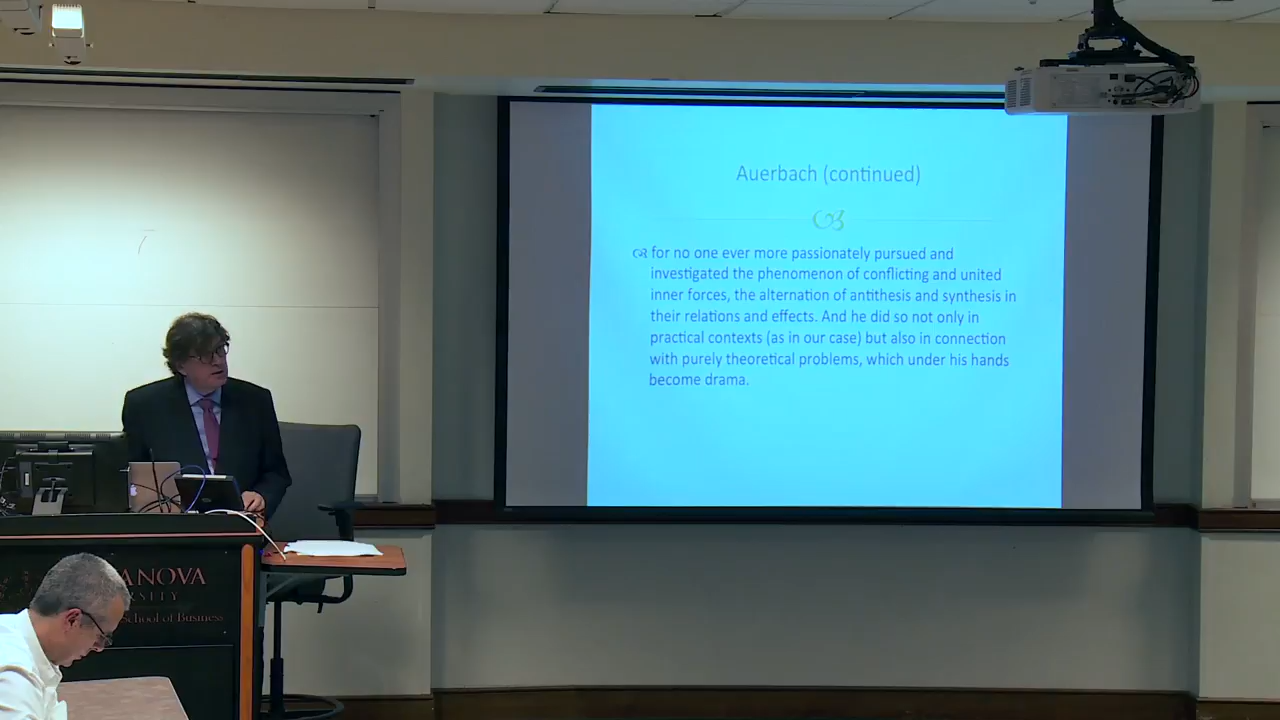 Auerbach (continued)
for no one ever more passionately pursued and
investigated the phenomenon of conflicting and united
inner forces, the alternation of antithesis and synthesis in
their relations and effects. And he did so not only in
practical contexts (as in our case) but also in connection
with purely theoretical problems, which under his hands
become drama.
ANOVA
SITY
School of Business